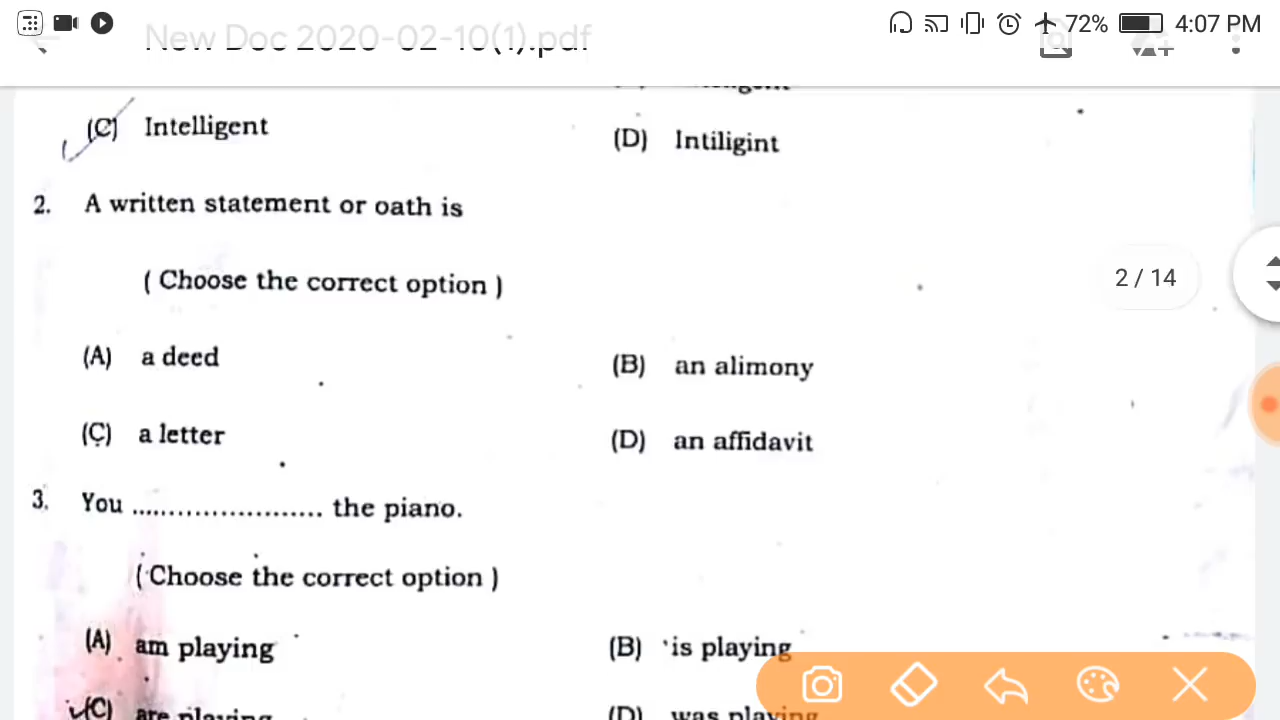 72% 4:07 PM
New Doc 2020-02-10(1).pdf
(C) Intelligent
(D) Intiligint
2. A written statement or oath is
( Choose the correct option )
2 / 14
(A) a deed
(B) an alimony
(C) a letter
(D) an affidavit
3. You ...................... the piano.
( Choose the correct option )
(A) am playing
(B) is playing
(C) are playing
(D) was playing